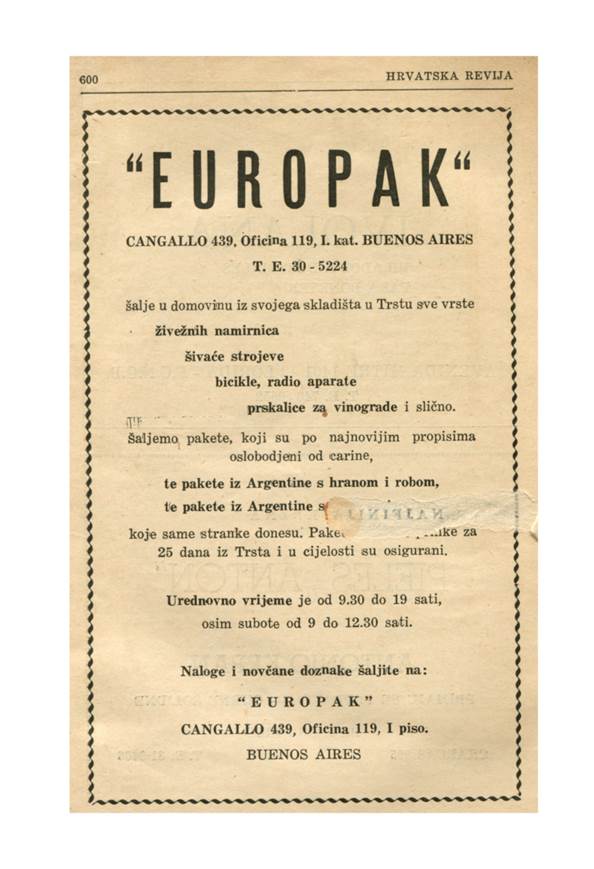 600
HRVATSKA REVIJA
"EUROPAK"
CANGALLO 439, Oficina 119, I. kat. BUENOS AIRES
T. E. 30 - 5224
šalje u domovinu iz svojega skladišta u Trstu sve vrste
živežnih namirnica
šivaće strojeve
bicikle, radio aparate
prskalice za vinograde i slično.
Šaljemo pakete, koji su po najnovijim propisima
oslobodjeni od carine,
te pakete iz Argentine s hranom i robom,
te pakete iz Argentine
koje same stranke donesu. za
25 dana iz Trsta i u cijelosti su osigurani.
Uredovno vrijeme je od 9.30 do 19 sati,
osim subote od 9 do 12.30 sati.
Naloge i novčane doznake šaljite na:
"EUROPAK"
CANGALLO 439, Oficina 119, I piso.
BUENOS AIRES